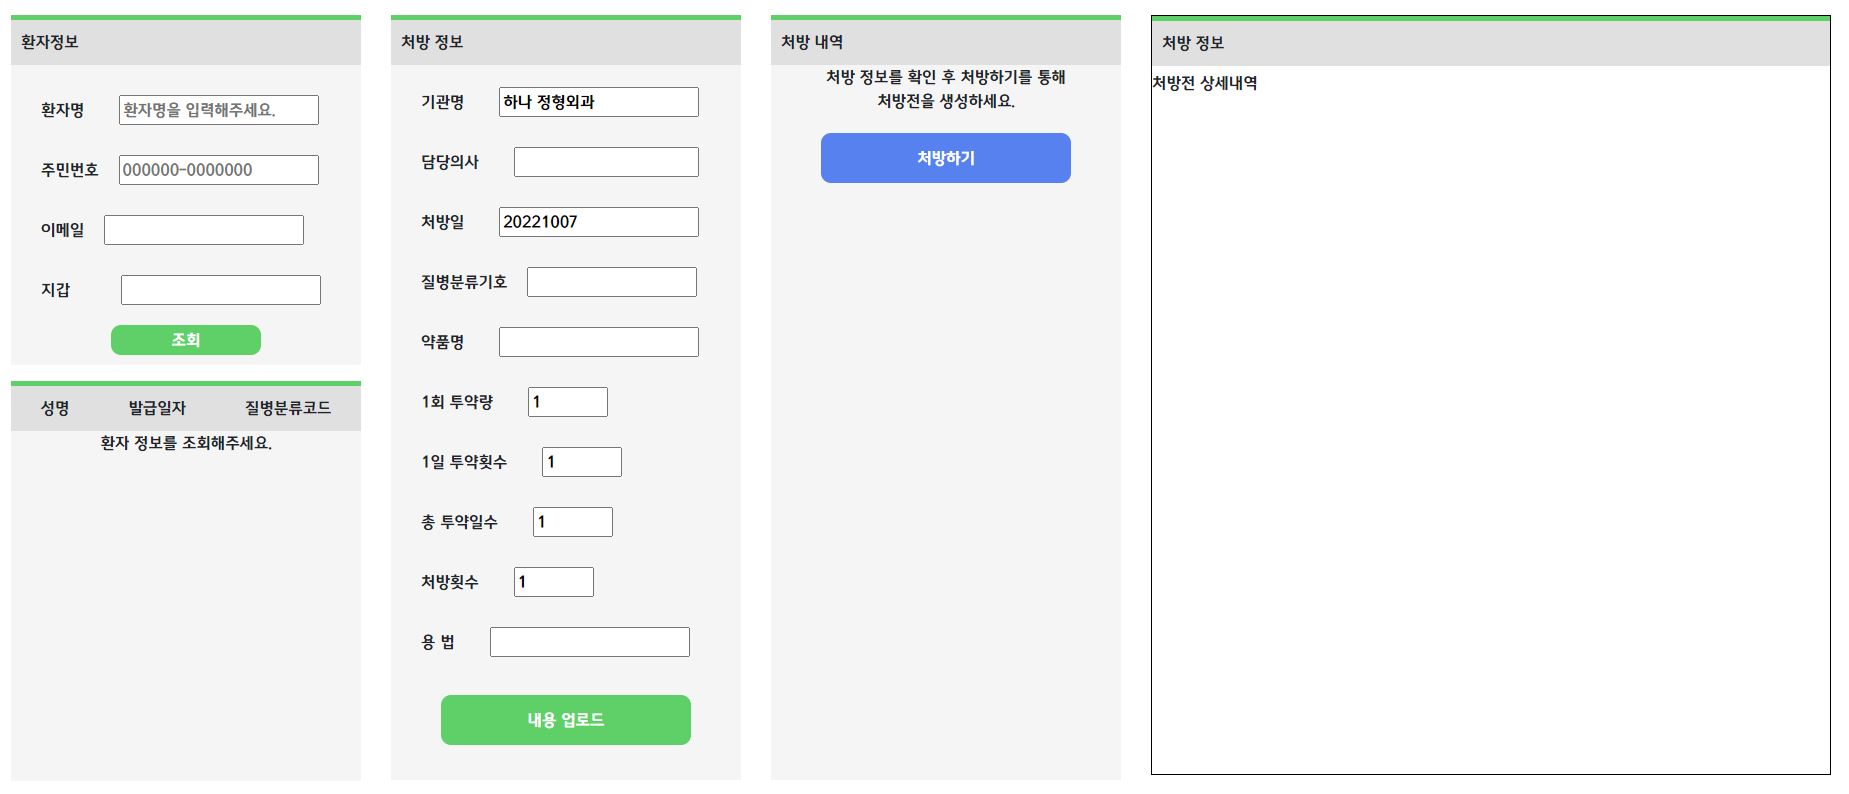 환자정보
환자명 환자명을 입력해주세요.
주민번호 000000-0000000
이메일
지갑
조회
성명 발급일자 질병분류코드
환자 정보를 조회해주세요.
처방 정보
기관명 하나 정형외과
담당의사
처방일 20221007
질병분류기호
약품명
1회 투약량 1
1일 투약횟수 1
총 투약일수 1
처방횟수 1
용 법
내용 업로드
처방 내역
처방 정보를 확인 후 처방하기를 통해
처방전을 생성하세요.
처방하기
처방 정보
처방전 상세내역